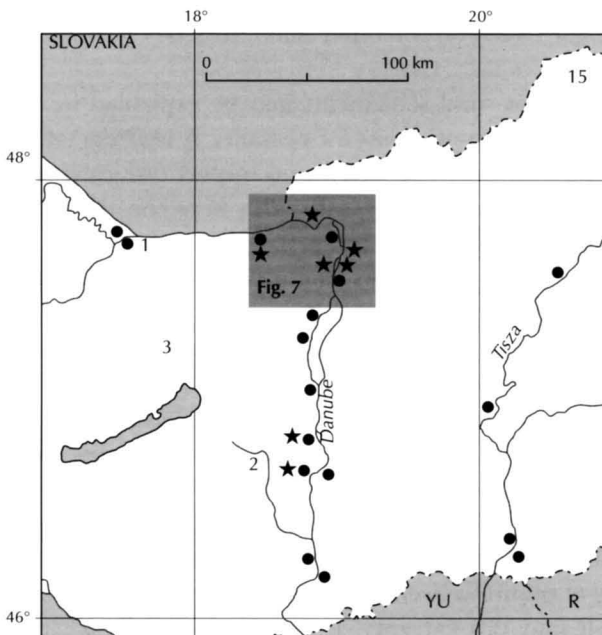 18°
20°
SLOVAKIA
0
100 km
15
48°
1
Fig. 7
3
Tisza
Danube
2
46°
YU
R